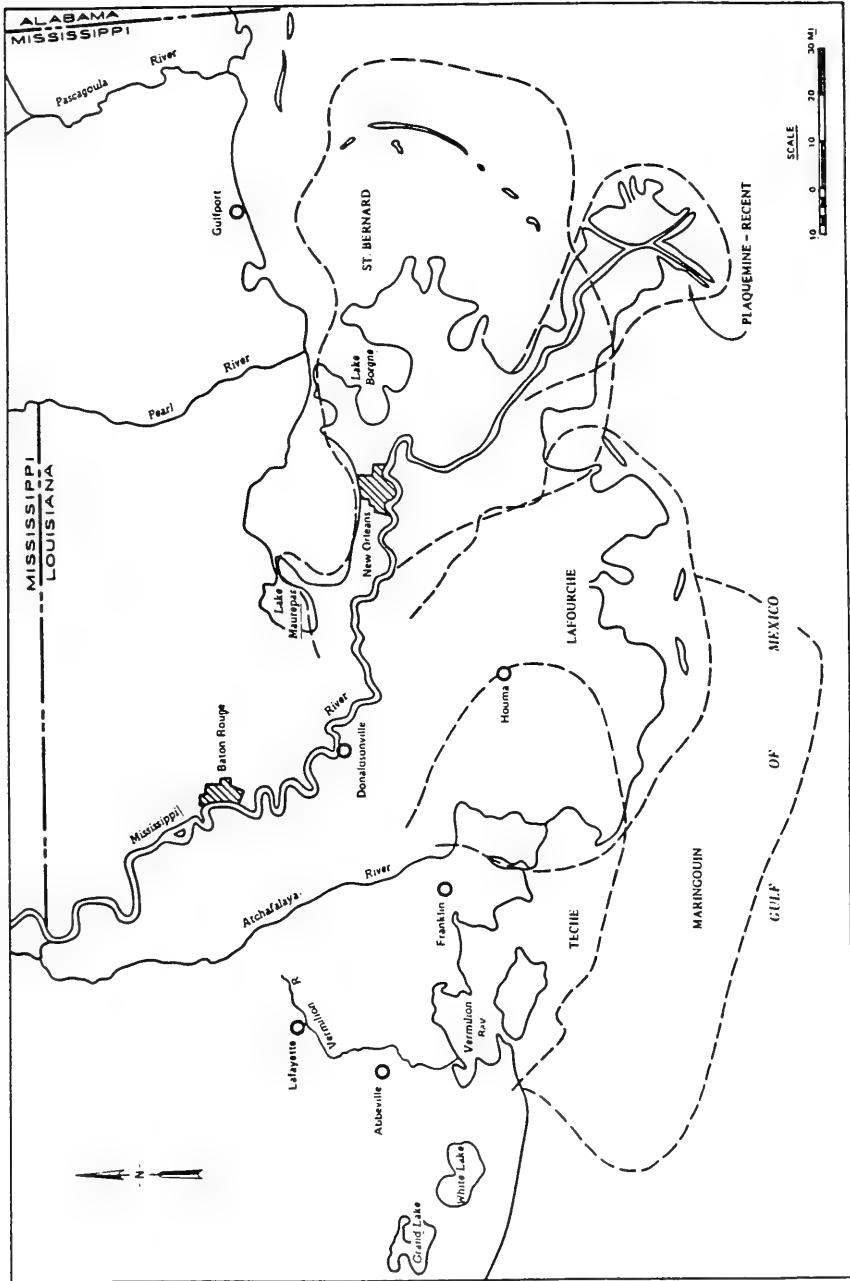 ALABAMA
MISSISSIPPI
Pascagoula River
Gulfport
MISSISSIPPI
LOUISIANA
Pearl River
Lake
Borgne
ST. BERNARD
New Orleans
Lake
Maurepas
Baton Rouge
Mississippi River
Donaldsonville
Atchafalaya River
Lafayette
Vermilion R
Abbeville
Franklin
Vermilion
Bay
White Lake
Grand Lake
- N -
Houma
LAFOURCHE
TECHE
MARINGOUIN
GULF OF MEXICO
PLAQUEMINE - RECENT
SCALE
10 0 10 20 30 MI